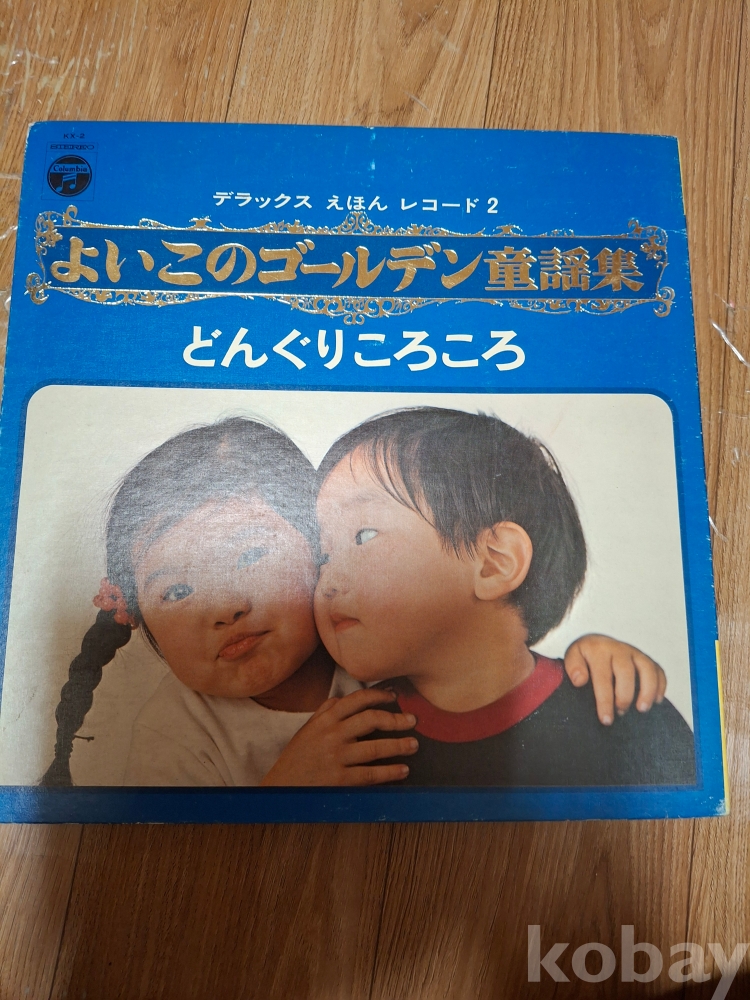 KX-2
STEREO
Columbia
デラックス えほん レコード 2
よいこのゴールデン童謡集
どんぐりころころ
kobay